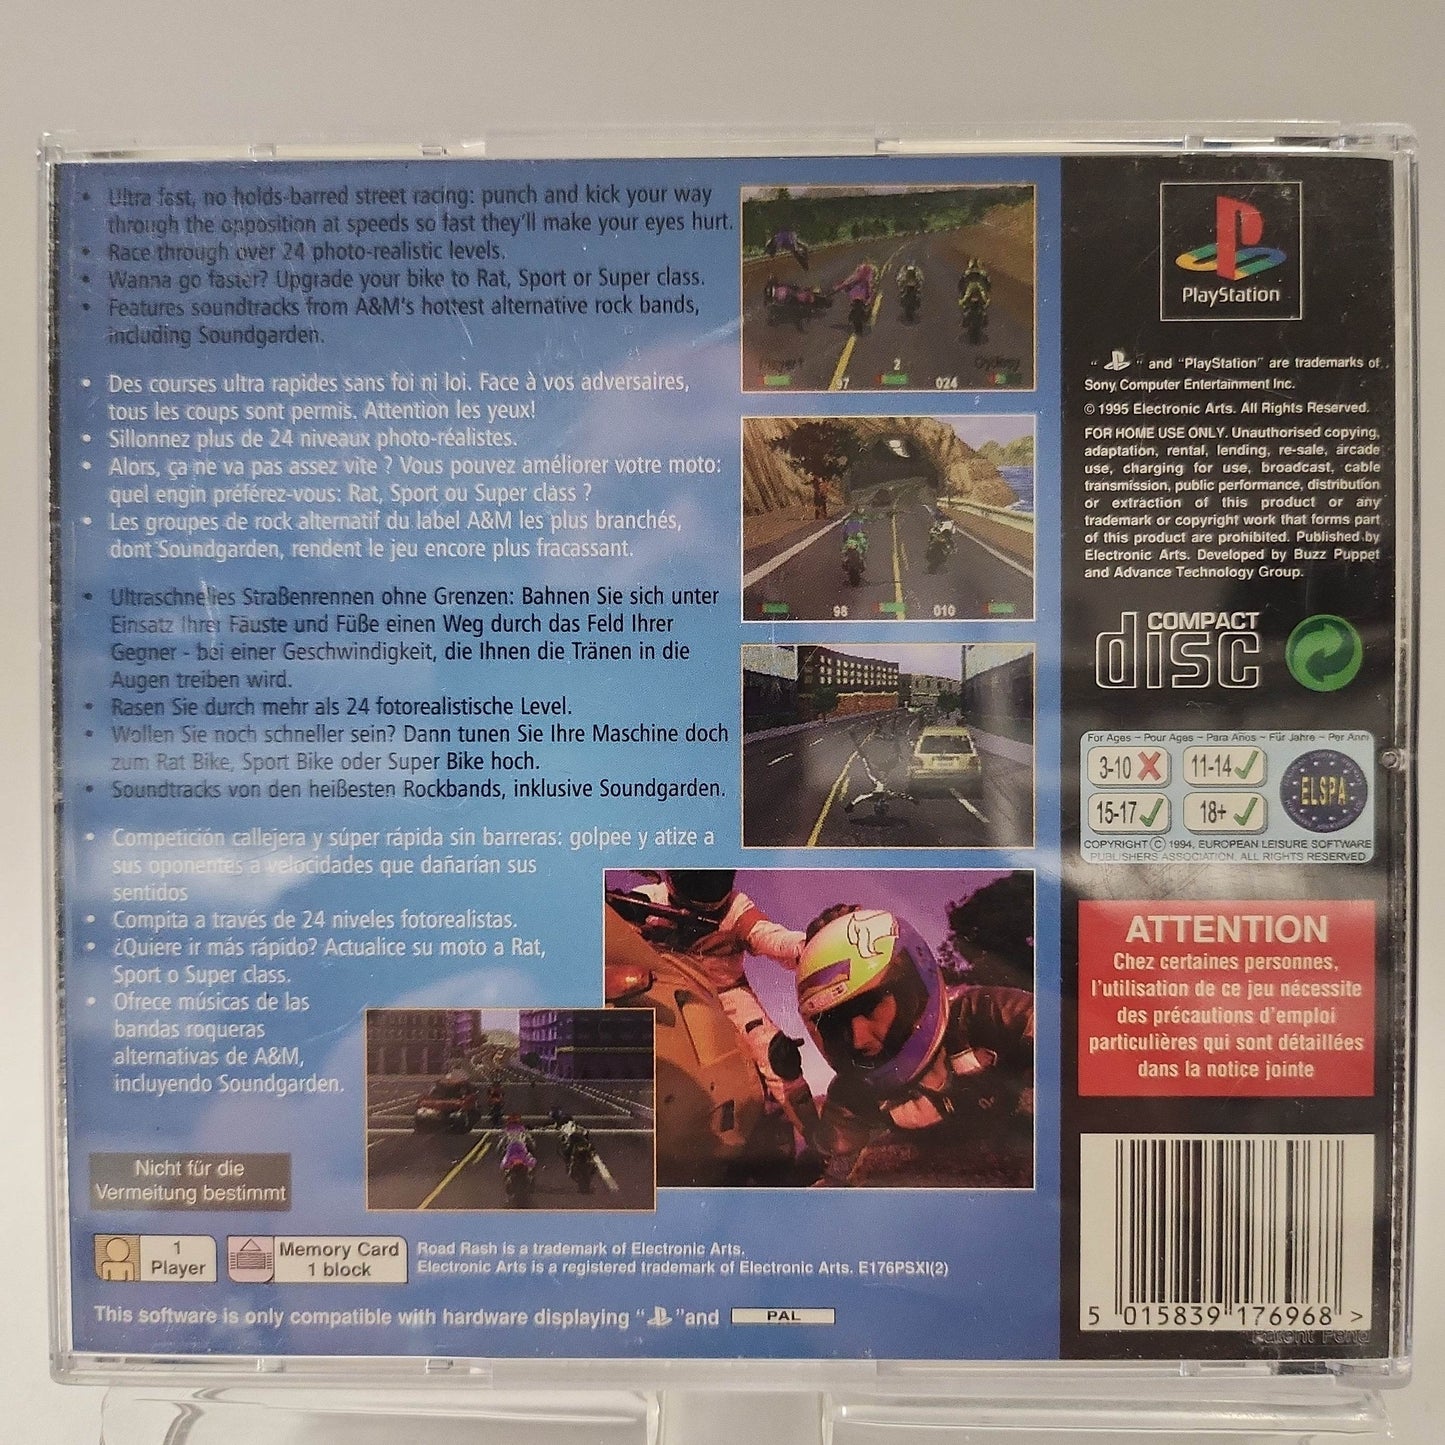 • Ultra fast, no holds-barred street racing: punch and kick your way
through the opposition at speeds so fast they'll make your eyes hurt.
• Race through over 24 photo-realistic levels.
• Wanna go faster? Upgrade your bike to Rat, Sport or Super class.
• Features soundtracks from A&M's hottest alternative rock bands,
including Soundgarden.
• Des courses ultra rapides sans foi ni loi. Face à vos adversaires,
tous les coups sont permis. Attention les yeux!
• Sillonnez plus de 24 niveaux photo-réalistes.
• Alors, ça ne va pas assez vite ? Vous pouvez améliorer votre moto:
quel engin préférez-vous: Rat, Sport ou Super class ?
• Les groupes de rock alternatif du label A&M les plus branchés,
dont Soundgarden, rendent le jeu encore plus fracassant.
• Ultraschnelles Straßenrennen ohne Grenzen: Bahnen Sie sich unter
Einsatz Ihrer Fäuste und Füße einen Weg durch das Feld Ihrer
Gegner - bei einer Geschwindigkeit, die Ihnen die Tränen in die
Augen treiben wird.
• Rasen Sie durch mehr als 24 fotorealistische Level.
• Wollen Sie noch schneller sein? Dann tunen Sie Ihre Maschine doch
zum Rat Bike, Sport Bike oder Super Bike hoch.
• Soundtracks von den heißesten Rockbands, inklusive Soundgarden.
• Competición callejera y súper rápida sin barreras: golpee y atize a
sus oponentes a velocidades que dañarían sus
sentidos
• Compita a través de 24 niveles fotorealistas.
• ¿Quiere ir más rápido? Actualice su moto a Rat,
Sport o Super class.
• Ofrece músicas de las
bandas roqueras
alternativas de A&M,
incluyendo Soundgarden.
Nicht für die
Vermeitung bestimmt
1
Player
Memory Card
1 block
Road Rash is a trademark of Electronic Arts.
Electronic Arts is a registered trademark of Electronic Arts. E176PSXI(2)
This software is only compatible with hardware displaying " " and PAL
2
97 024
98 010
PlayStation
" " and "PlayStation" are trademarks of
Sony Computer Entertainment Inc.
© 1995 Electronic Arts. All Rights Reserved.
FOR HOME USE ONLY. Unauthorised copying,
adaptation, rental, lending, re-sale, arcade
use, charging for use, broadcast, cable
transmission, public performance, distribution
or extraction of this product or any
trademark or copyright work that forms part
of this product are prohibited. Published by
Electronic Arts. Developed by Buzz Puppet
and Advance Technology Group.
COMPACT
disc
For Ages ~ Pour Ages ~ Para Años ~ Für Jahre ~ Per Anni
3-10 11-14
15-17 18+
ELSPA
COPYRIGHT © 1994, EUROPEAN LEISURE SOFTWARE
PUBLISHERS ASSOCIATION. ALL RIGHTS RESERVED
ATTENTION
Chez certaines personnes,
l'utilisation de ce jeu nécessite
des précautions d'emploi
particulières qui sont détaillées
dans la notice jointe
5 015839 176968 >
Patent Pend